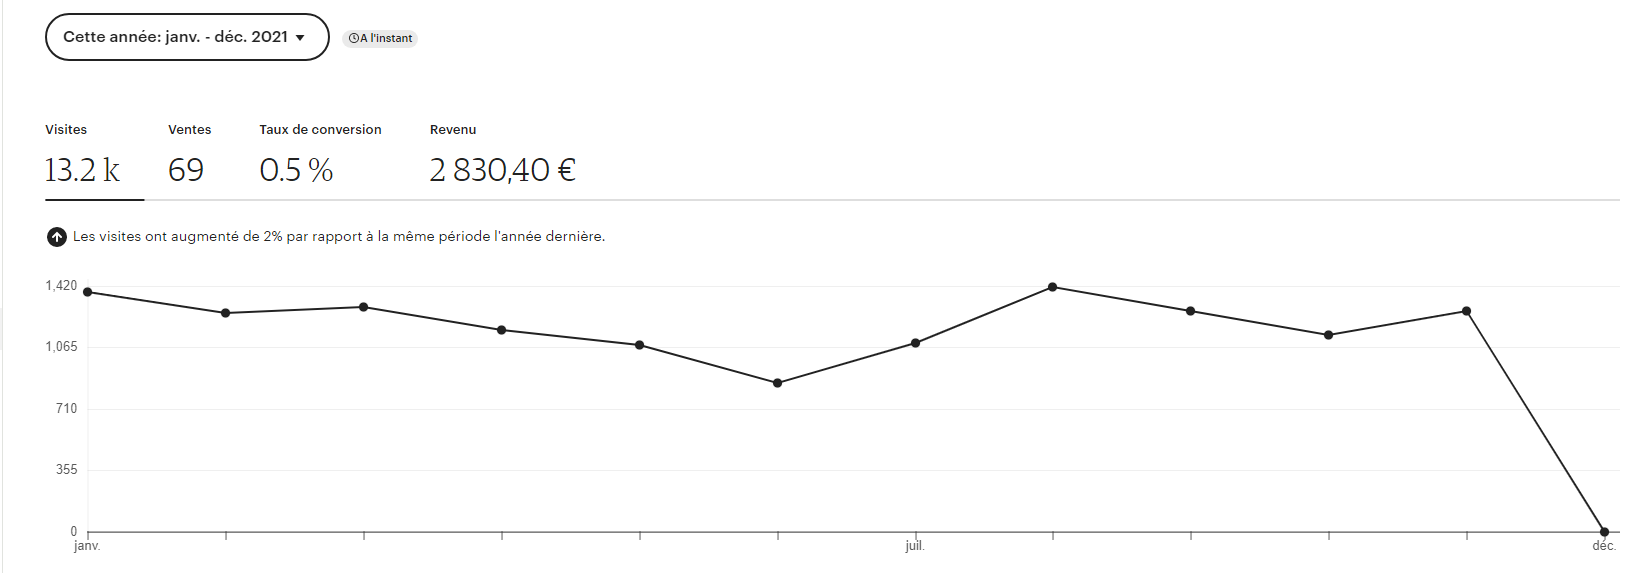 Cette année: janv. - déc. 2021
A l'instant
Visites Ventes Taux de conversion Revenu
13.2 k 69 0.5 % 2 830,40 €
Les visites ont augmenté de 2% par rapport à la même période l'année dernière.
1,420
1,065
710
355
0
janv. juil. déc.